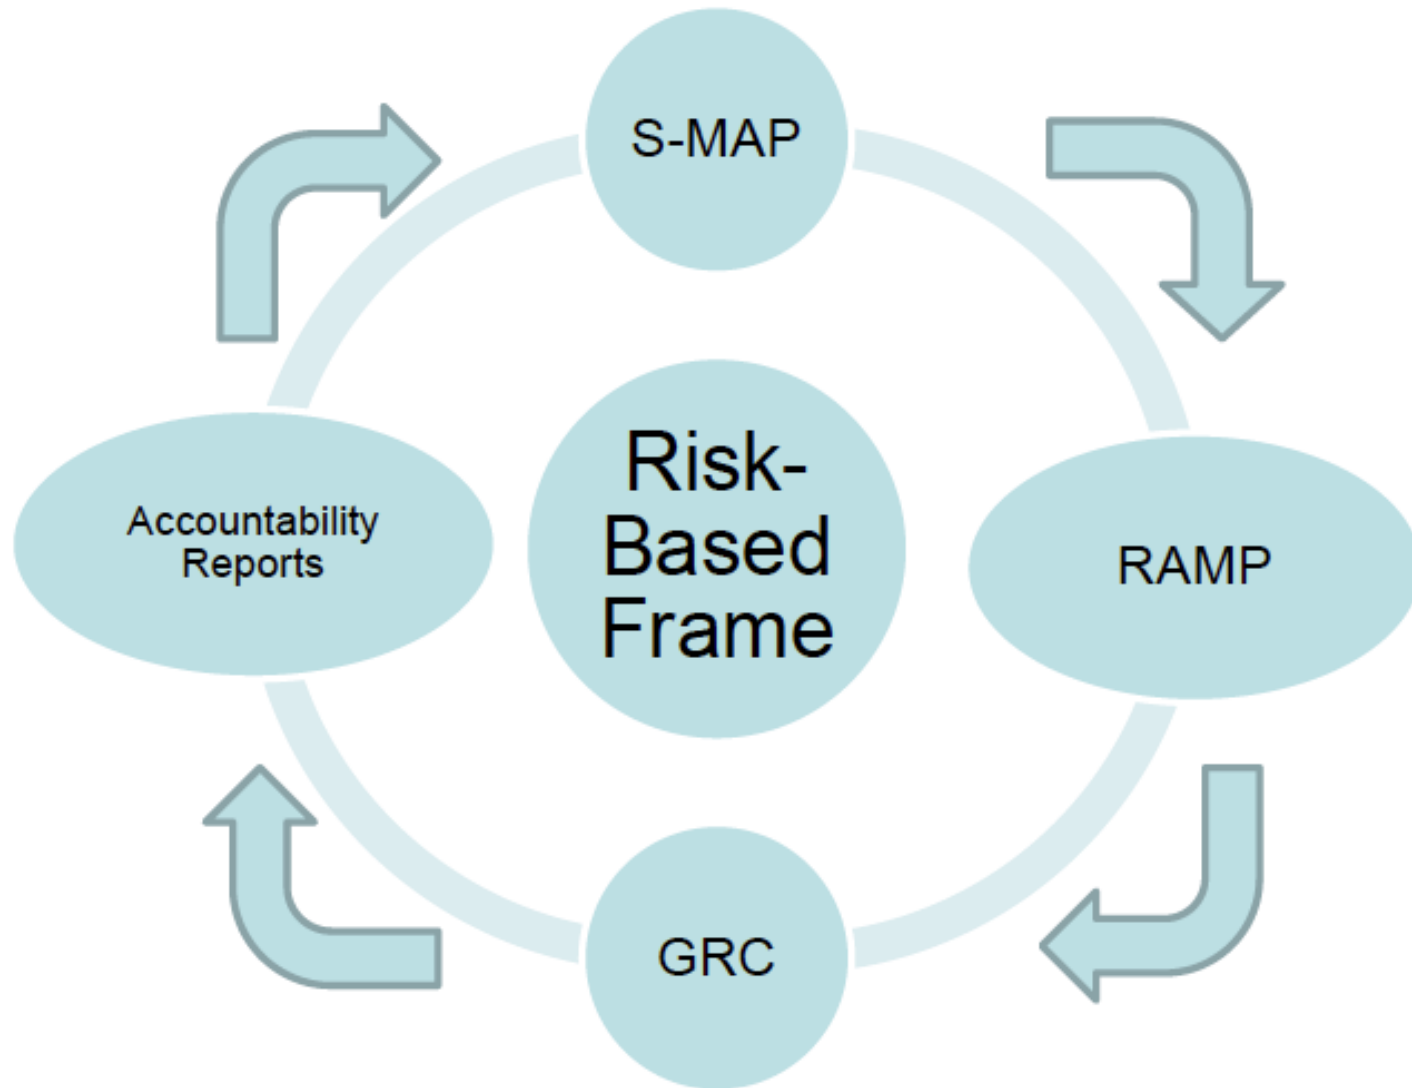 S-MAP
Risk-
Based
Frame
Accountability
Reports
RAMP
GRC